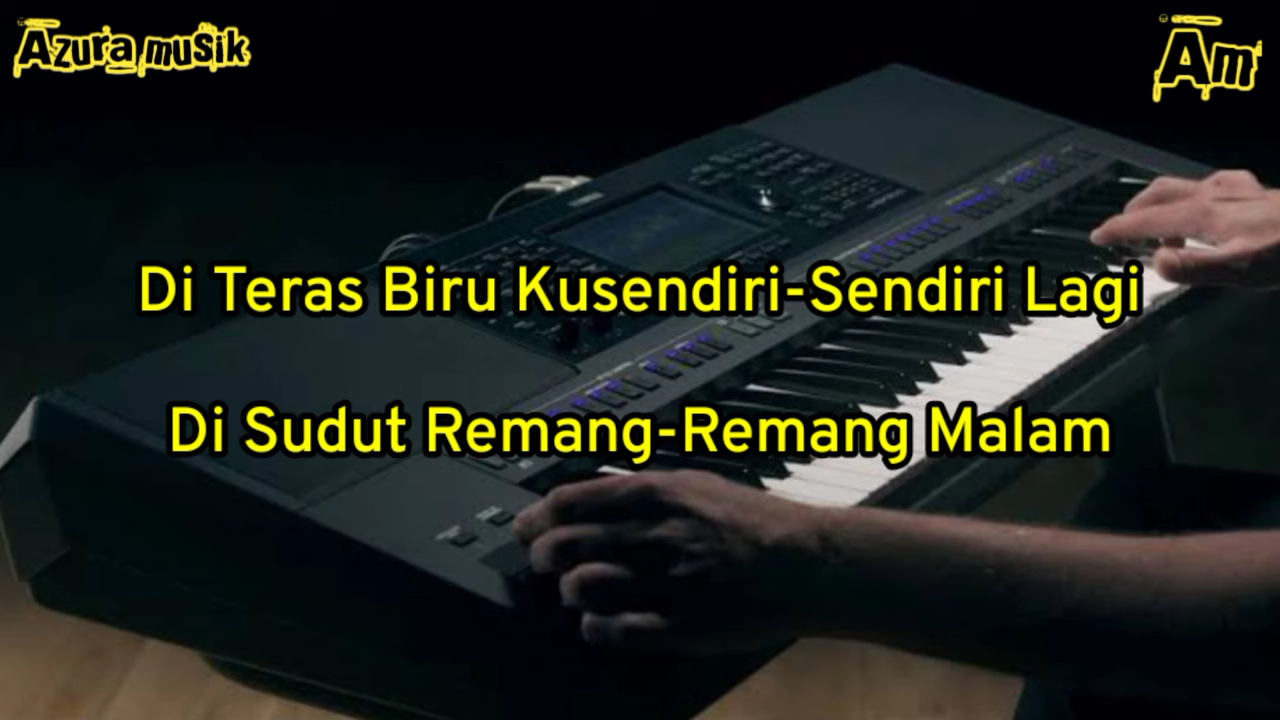 Azura musik
Am
Di Teras Biru Kusendiri-Sendiri Lagi
Di Sudut Remang-Remang Malam